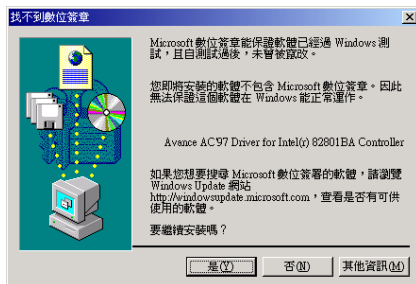 找不到數位簽章
Microsoft 數位簽章能保證軟體已經過 Windows 測
試，且自測試過後，未曾被竄改。
您即將安裝的軟體不包含 Microsoft 數位簽章。因此
無法保證這個軟體在 Windows 能正常運作。
Avance AC97 Driver for Intel(r) 82801BA Controller
如果您想要搜尋 Microsoft 數位簽署的軟體，請瀏覽
Windows Update 網站
http://windowsupdate.microsoft.com，查看是否有可供
使用的軟體。
要繼續安裝嗎？
是(Y) 否(N) 其他資訊(M)